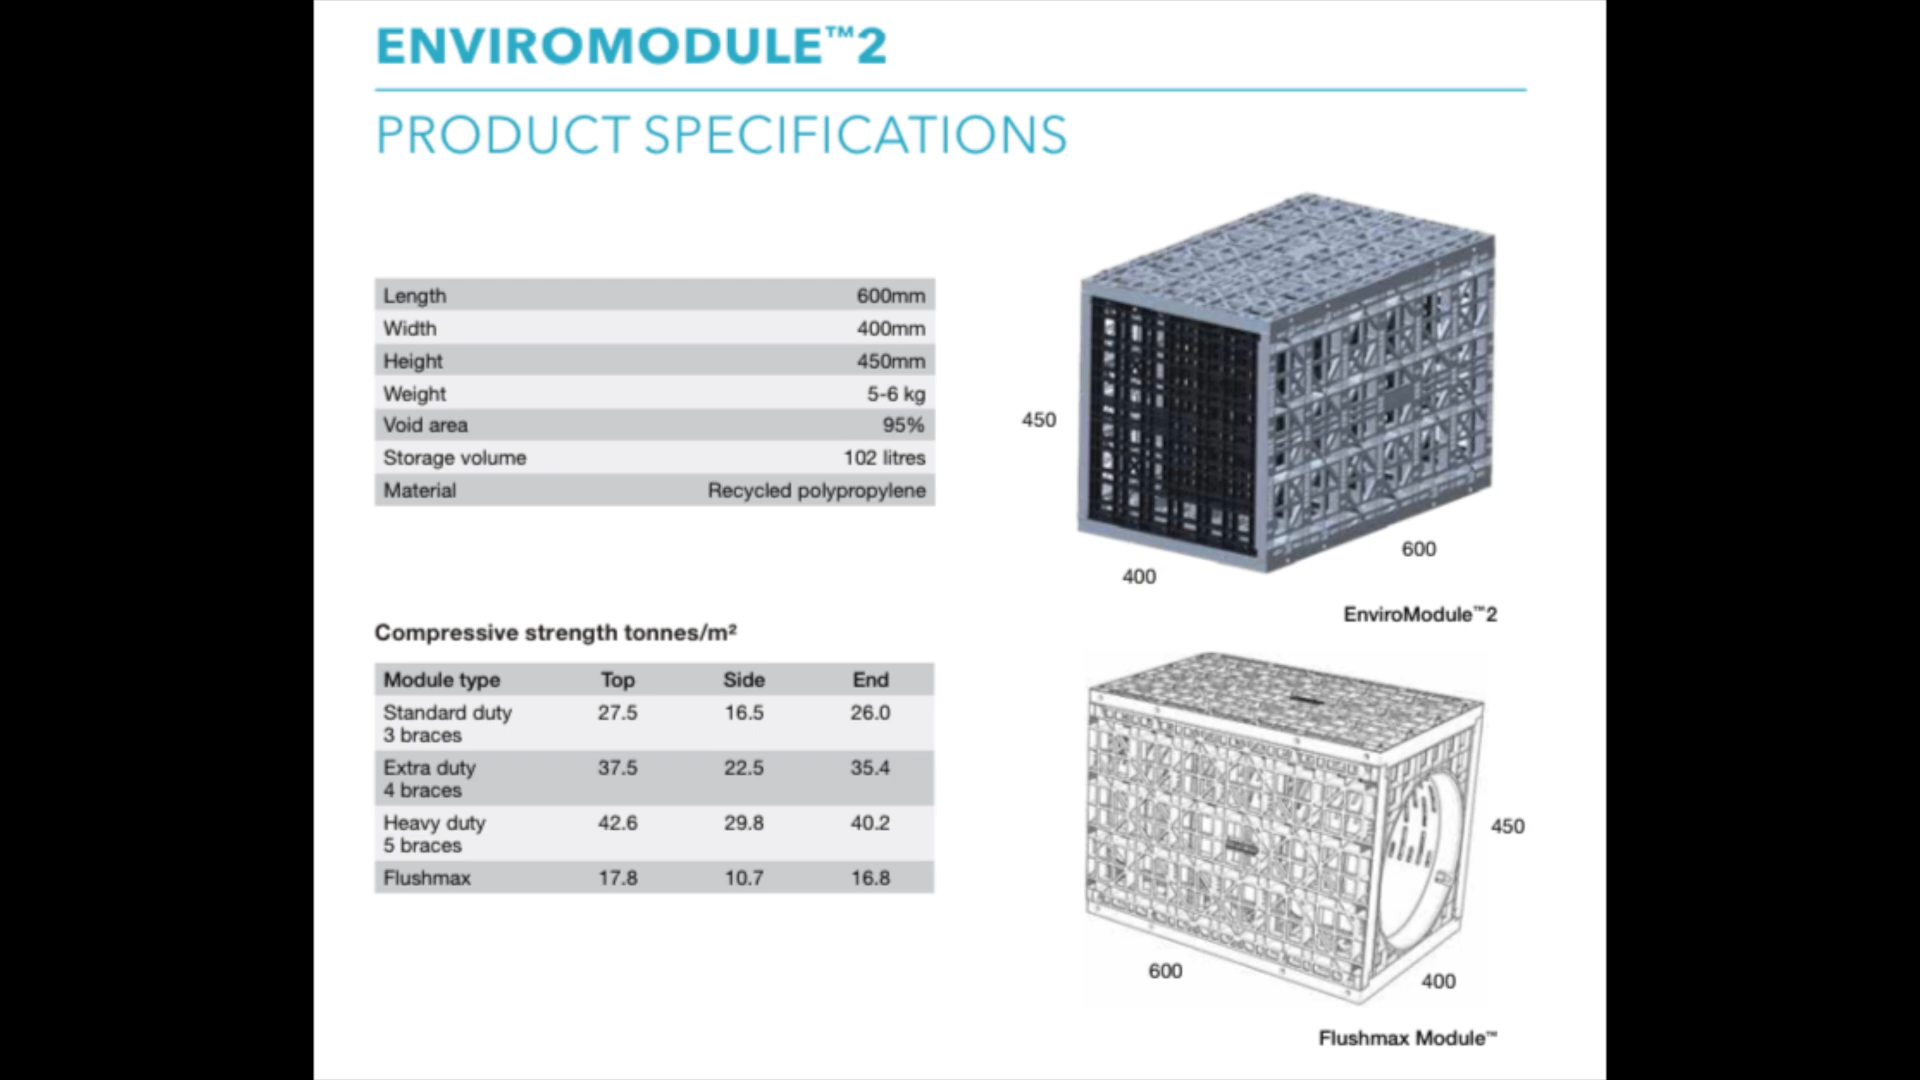 ENVIROMODULE™2
PRODUCT SPECIFICATIONS
Length 600mm
Width 400mm
Height 450mm
Weight 5-6 kg
Void area 95%
Storage volume 102 litres
Material Recycled polypropylene
450
600
400
EnviroModule™2
Compressive strength tonnes/m²
Module type Top Side End
Standard duty 27.5 16.5 26.0
3 braces
Extra duty 37.5 22.5 35.4
4 braces
Heavy duty 42.6 29.8 40.2
5 braces
Flushmax 17.8 10.7 16.8
450
600
400
Flushmax Module™